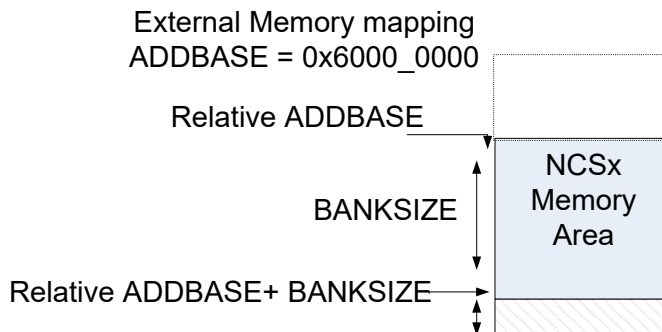 External Memory mapping
ADDBASE = 0x6000_0000
Relative ADDBASE
NCSx
Memory
Area
BANKSIZE
Relative ADDBASE+ BANKSIZE